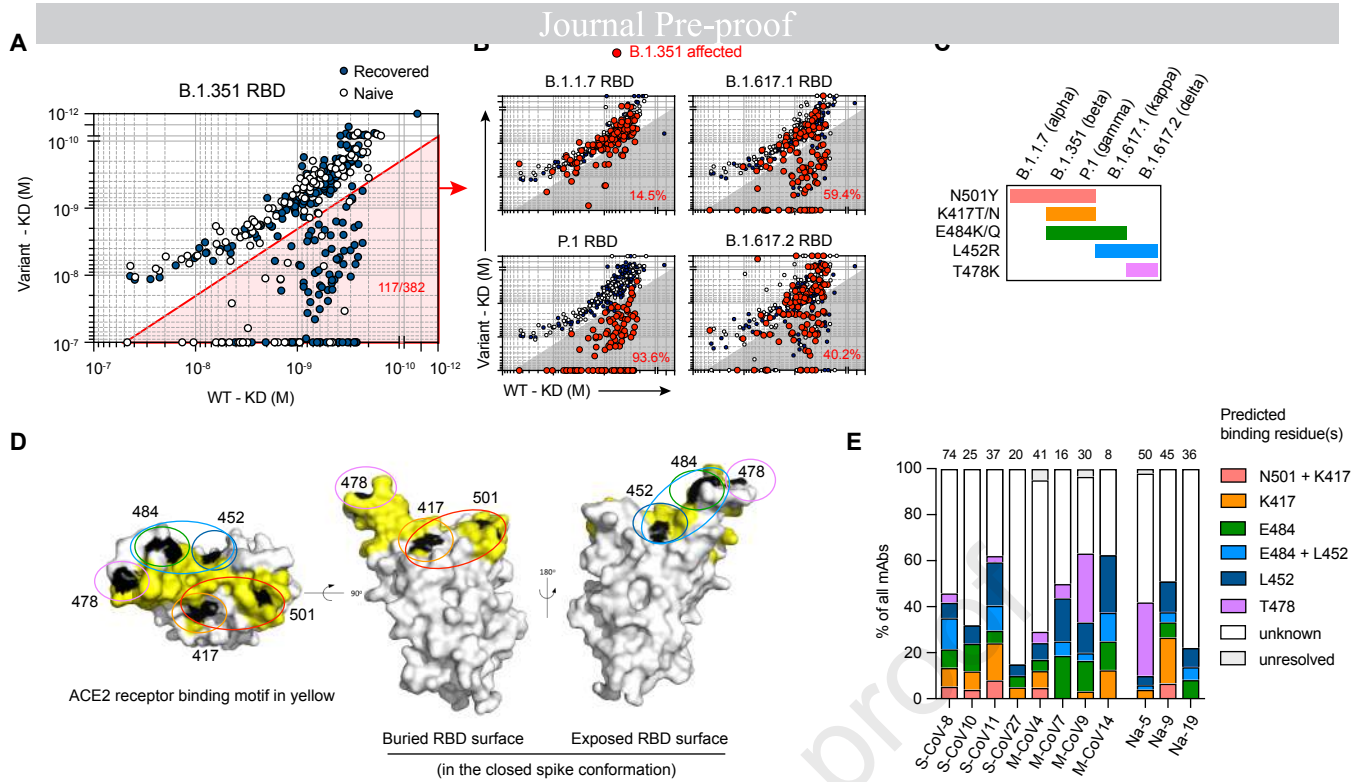 Journal Pre-proof
A
B.1.351 RBD
Recovered
Naive
10-12
10-10
10-9
10-8
10-7
Variant - KD (M)
117/382
10-7
10-8
10-9
10-10
10-12
WT - KD (M)
B
B.1.351 affected
B.1.1.7 RBD
B.1.617.1 RBD
14.5%
59.4%
P.1 RBD
B.1.617.2 RBD
93.6%
40.2%
Variant - KD (M)
WT - KD (M)
C
B.1.1.7 (alpha)
B.1.351 (beta)
P.1 (gamma)
B.1.617.1 (kappa)
B.1.617.2 (delta)
N501Y
K417T/N
E484K/Q
L452R
T478K
D
484
452
478
501
417
ACE2 receptor binding motif in yellow
90°
478
417
501
180°
484
452
478
Buried RBD surface
Exposed RBD surface
(in the closed spike conformation)
E
74 25 37 20 41 16 30 8 50 45 36
100
80
60
40
20
0
% of all mAbs
S-CoV-8
S-CoV10
S-CoV11
S-CoV27
M-CoV4
M-CoV7
M-CoV9
M-CoV14
Na-5
Na-9
Na-19
Predicted
binding residue(s)
N501 + K417
K417
E484
E484 + L452
L452
T478
unknown
unresolved
proof